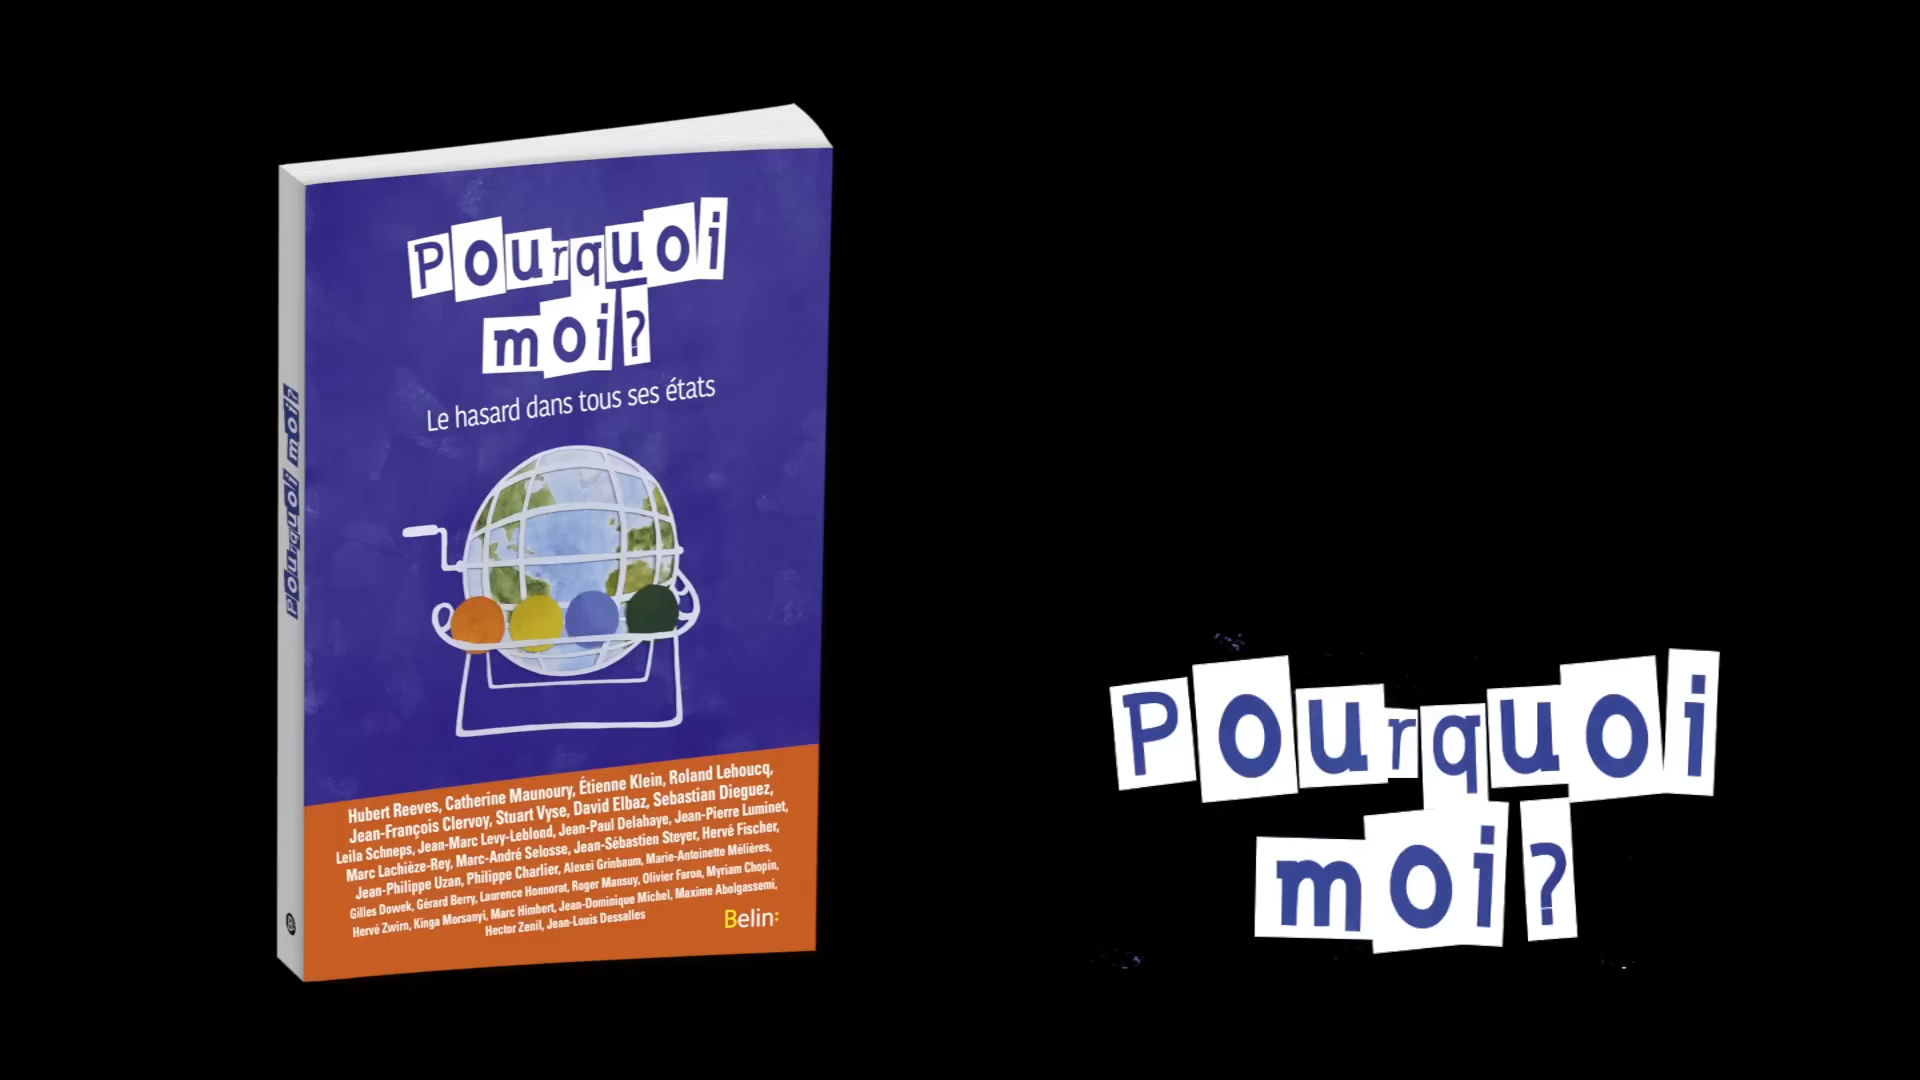 Pourquoi
moi?
Le hasard dans tous ses états
Hubert Reeves, Catherine Maunoury, Étienne Klein, Roland Lehoucq,
Jean-François Clervoy, Stuart Vyse, David Elbaz, Sebastian Dieguez,
Leila Schneps, Jean-Marc Levy-Leblond, Jean-Paul Delahaye, Jean-Pierre Luminet,
Marc Lachièze-Rey, Marc-André Selosse, Jean-Sébastien Steyer, Hervé Fischer,
Jean-Philippe Uzan, Philippe Charlier, Alexei Grinbaum, Marie-Antoinette Mélières,
Gilles Dowek, Gérard Berry, Laurence Honnorat, Roger Mansuy, Olivier Faron, Myriam Chopin,
Hervé Zwirn, Kinga Morsanyi, Marc Himbert, Jean-Dominique Michel, Maxime Abolgassemi,
Hector Zenil, Jean-Louis Dessalles
Belin:
Pourquoi moi?
Pourquoi
moi?